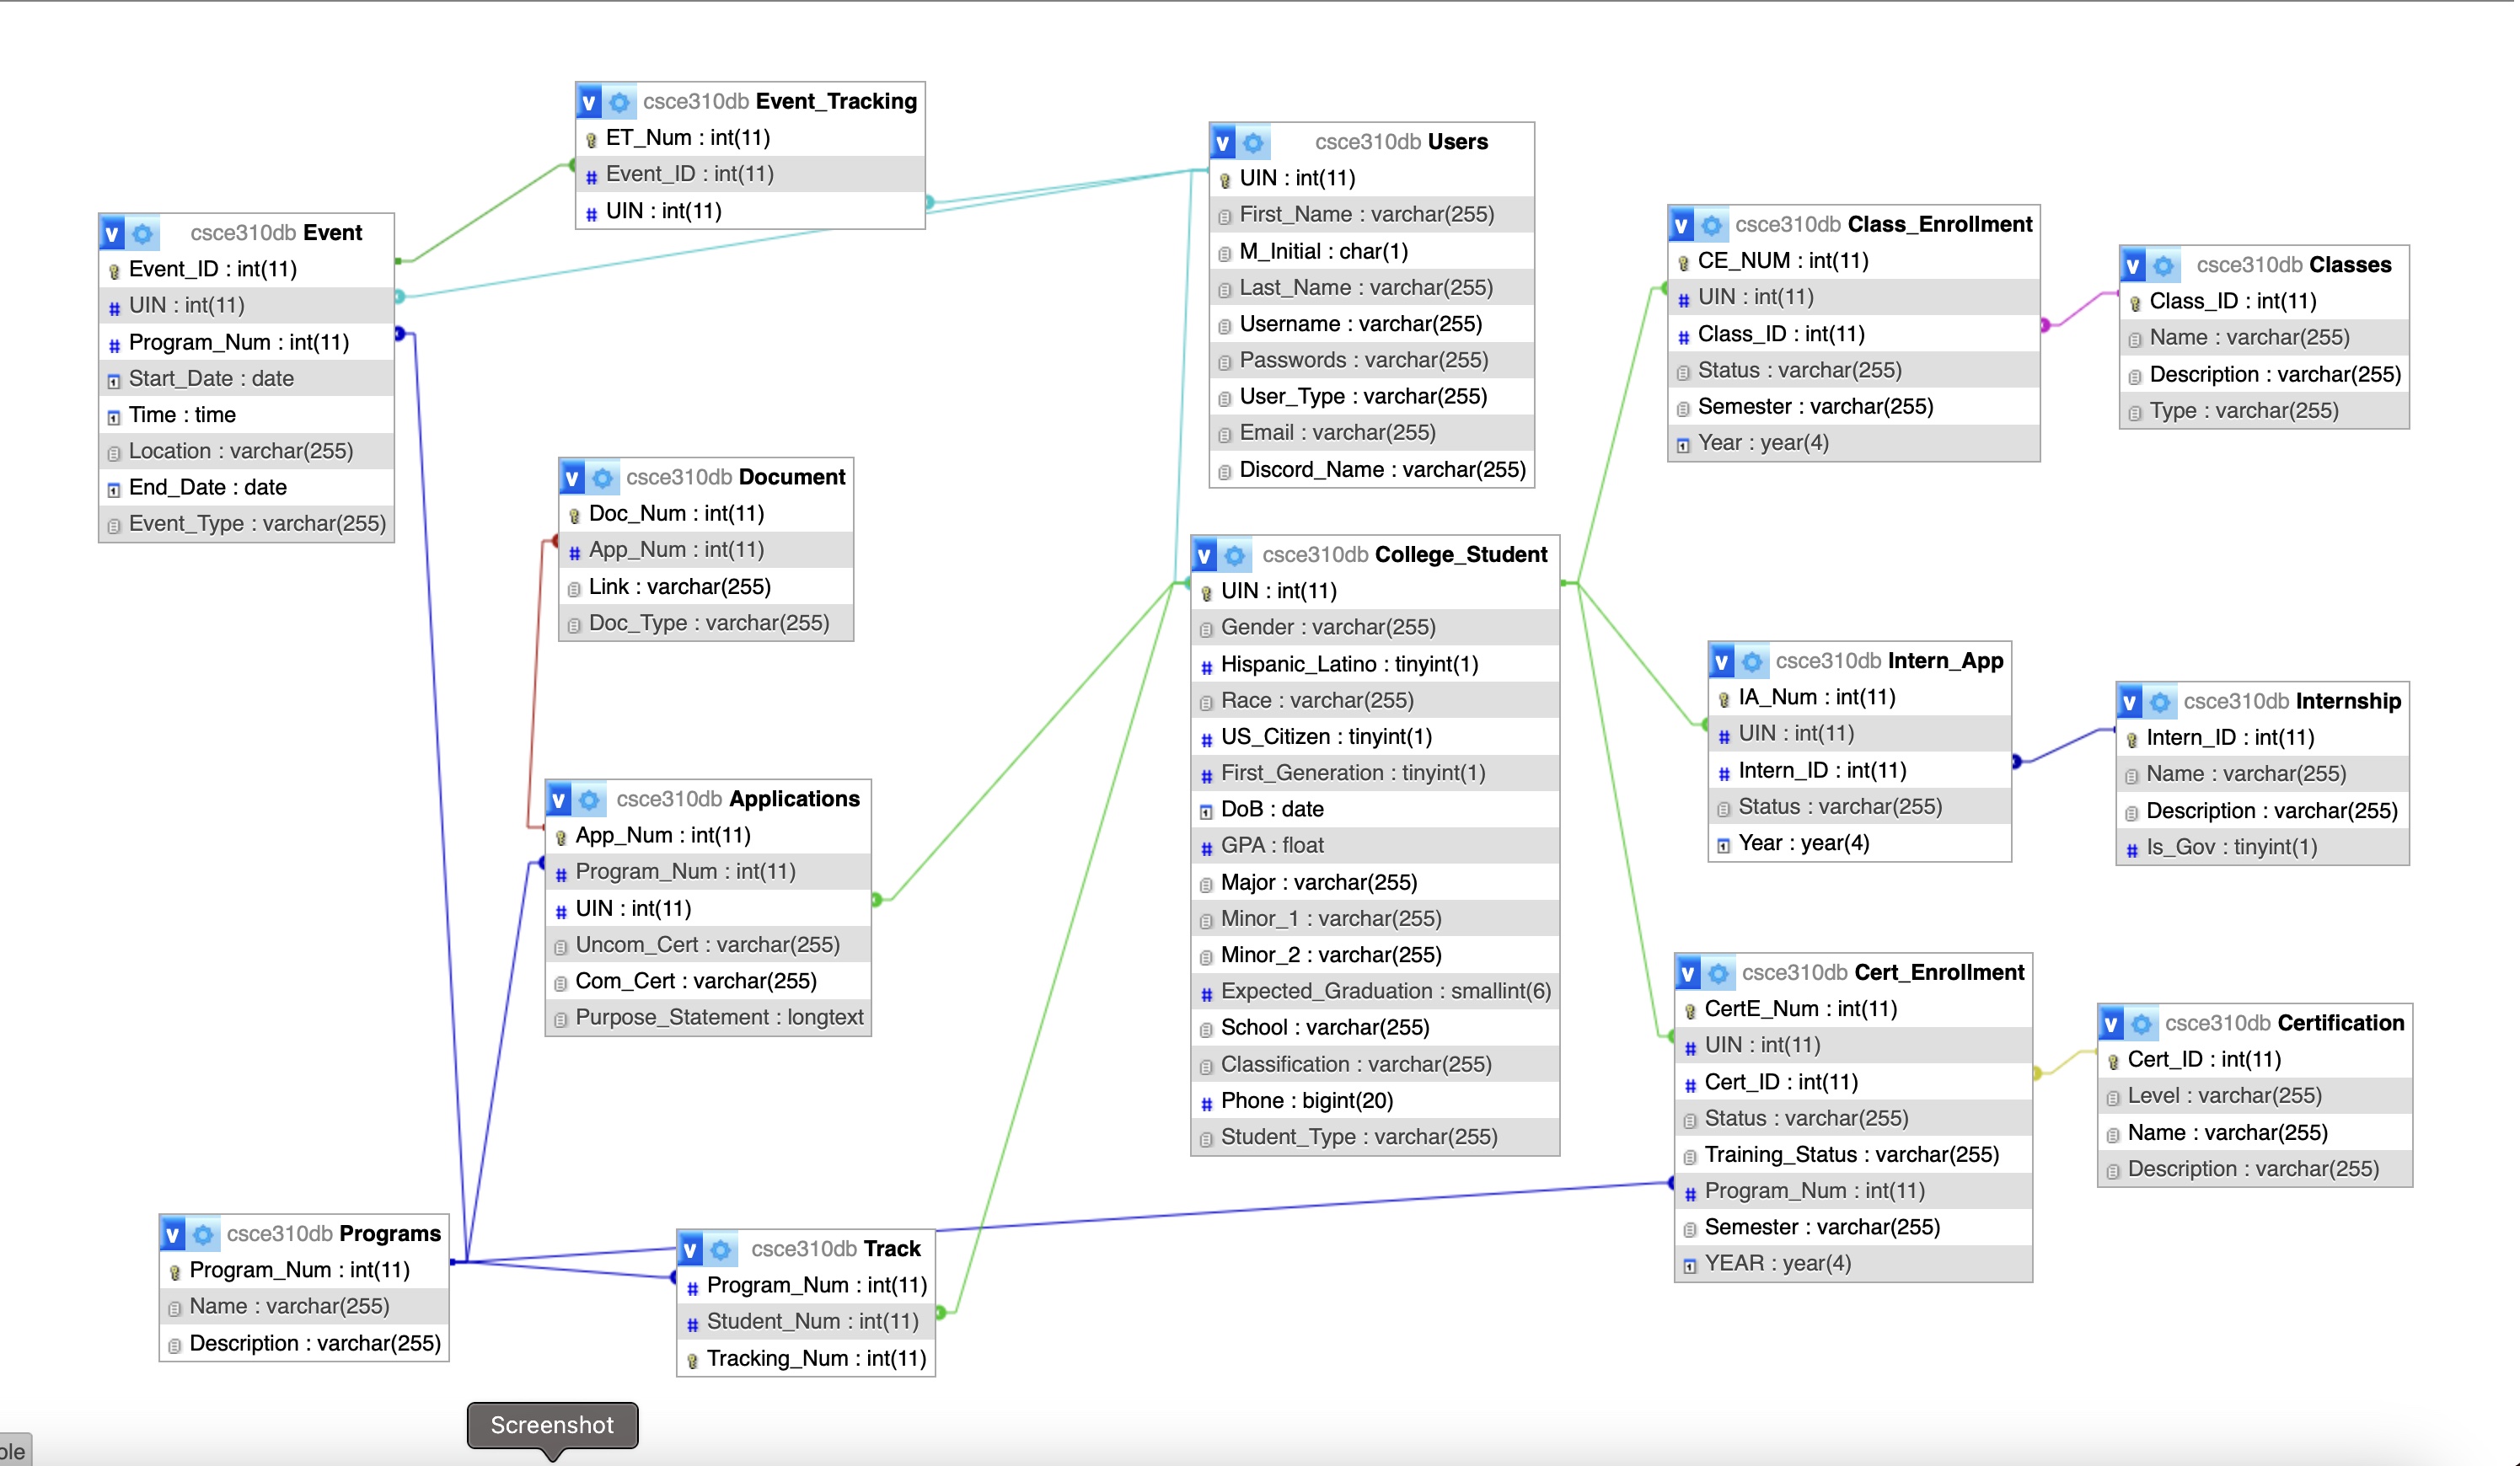 csce310db Event_Tracking
ET_Num : int(11)
Event_ID : int(11)
UIN : int(11)
csce310db Event
Event_ID : int(11)
UIN : int(11)
Program_Num : int(11)
Start_Date : date
Time : time
Location : varchar(255)
End_Date : date
Event_Type : varchar(255)
csce310db Users
UIN : int(11)
First_Name : varchar(255)
M_Initial : char(1)
Last_Name : varchar(255)
Username : varchar(255)
Passwords : varchar(255)
User_Type : varchar(255)
Email : varchar(255)
Discord_Name : varchar(255)
csce310db Class_Enrollment
CE_NUM : int(11)
UIN : int(11)
Class_ID : int(11)
Status : varchar(255)
Semester : varchar(255)
Year : year(4)
csce310db Classes
Class_ID : int(11)
Name : varchar(255)
Description : varchar(255)
Type : varchar(255)
csce310db Document
Doc_Num : int(11)
App_Num : int(11)
Link : varchar(255)
Doc_Type : varchar(255)
csce310db College_Student
UIN : int(11)
Gender : varchar(255)
Hispanic_Latino : tinyint(1)
Race : varchar(255)
US_Citizen : tinyint(1)
First_Generation : tinyint(1)
DoB : date
GPA : float
Major : varchar(255)
Minor_1 : varchar(255)
Minor_2 : varchar(255)
Expected_Graduation : smallint(6)
School : varchar(255)
Classification : varchar(255)
Phone : bigint(20)
Student_Type : varchar(255)
csce310db Intern_App
IA_Num : int(11)
UIN : int(11)
Intern_ID : int(11)
Status : varchar(255)
Year : year(4)
csce310db Internship
Intern_ID : int(11)
Name : varchar(255)
Description : varchar(255)
Is_Gov : tinyint(1)
csce310db Applications
App_Num : int(11)
Program_Num : int(11)
UIN : int(11)
Uncom_Cert : varchar(255)
Com_Cert : varchar(255)
Purpose_Statement : longtext
csce310db Cert_Enrollment
CertE_Num : int(11)
UIN : int(11)
Cert_ID : int(11)
Status : varchar(255)
Training_Status : varchar(255)
Program_Num : int(11)
Semester : varchar(255)
YEAR : year(4)
csce310db Certification
Cert_ID : int(11)
Level : varchar(255)
Name : varchar(255)
Description : varchar(255)
csce310db Programs
Program_Num : int(11)
Name : varchar(255)
Description : varchar(255)
csce310db Track
Program_Num : int(11)
Student_Num : int(11)
Tracking_Num : int(11)
Screenshot
ole